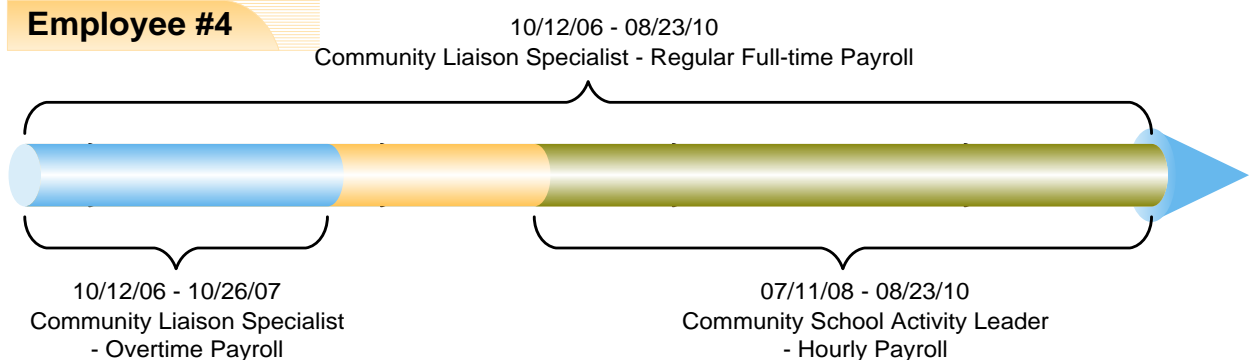 Employee #4
10/12/06 - 08/23/10
Community Liaison Specialist - Regular Full-time Payroll
10/12/06 - 10/26/07
Community Liaison Specialist
- Overtime Payroll
07/11/08 - 08/23/10
Community School Activity Leader
- Hourly Payroll